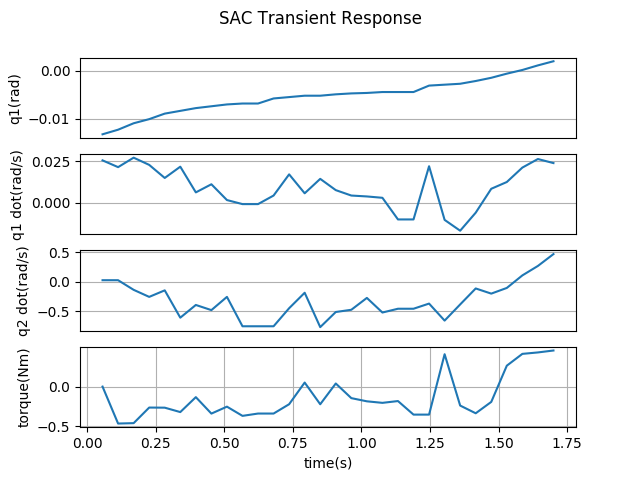 SAC Transient Response
q1(rad)
0.00
−0.01
q1 dot(rad/s)
0.025
0.000
q2 dot(rad/s)
0.5
0.0
−0.5
torque(Nm)
0.0
−0.5
0.00 0.25 0.50 0.75 1.00 1.25 1.50 1.75
time(s)